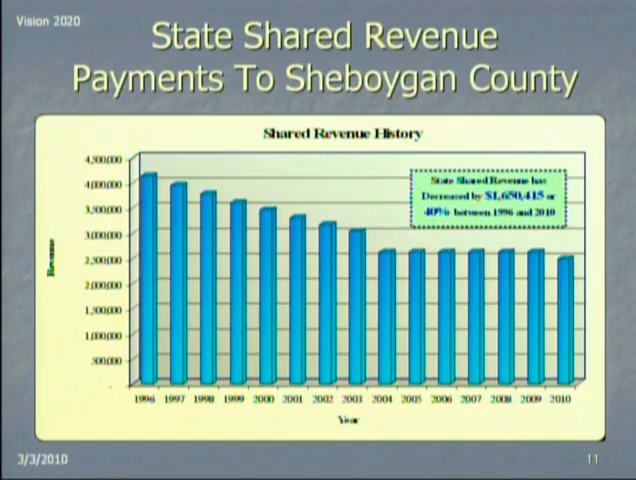 Vision 2020
State Shared Revenue
Payments To Sheboygan County
Shared Revenue History
4,500,000
4,000,000
3,500,000
3,000,000
2,500,000
2,000,000
1,500,000
1,000,000
500,000
-
State Shared Revenue has
Decreased by $1,650,415 or
40% between 1996 and 2010
Revenue
1996 1997 1998 1999 2000 2001 2002 2003 2004 2005 2006 2007 2008 2009 2010
Year
3/3/2010
11